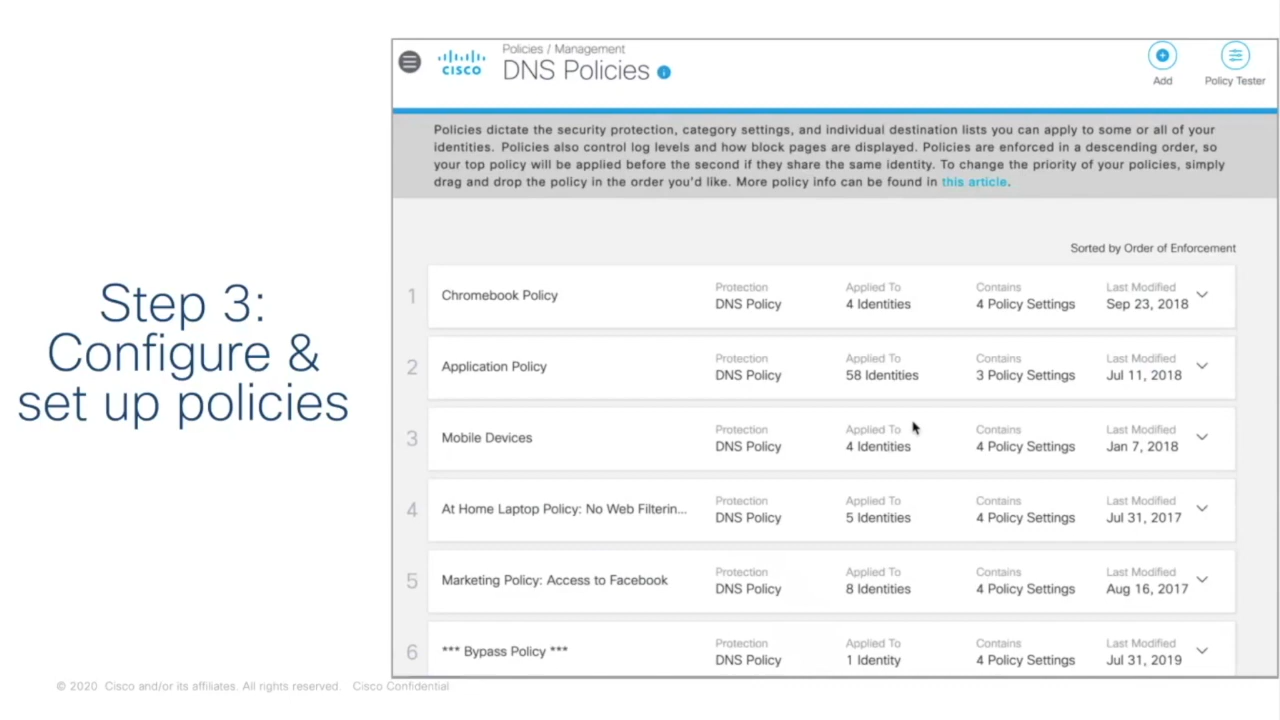 Step 3:
Configure &
set up policies
CISCO
Policies / Management
DNS Policies
Add
Policy Tester
Policies dictate the security protection, category settings, and individual destination lists you can apply to some or all of your
identities. Policies also control log levels and how block pages are displayed. Policies are enforced in a descending order, so
your top policy will be applied before the second if they share the same identity. To change the priority of your policies, simply
drag and drop the policy in the order you'd like. More policy info can be found in this article.
Sorted by Order of Enforcement
1 Chromebook Policy Protection DNS Policy Applied To 4 Identities Contains 4 Policy Settings Last Modified Sep 23, 2018
2 Application Policy Protection DNS Policy Applied To 58 Identities Contains 3 Policy Settings Last Modified Jul 11, 2018
3 Mobile Devices Protection DNS Policy Applied To 4 Identities Contains 4 Policy Settings Last Modified Jan 7, 2018
4 At Home Laptop Policy: No Web Filterin... Protection DNS Policy Applied To 5 Identities Contains 4 Policy Settings Last Modified Jul 31, 2017
5 Marketing Policy: Access to Facebook Protection DNS Policy Applied To 8 Identities Contains 4 Policy Settings Last Modified Aug 16, 2017
6 *** Bypass Policy *** Protection DNS Policy Applied To 1 Identity Contains 4 Policy Settings Last Modified Jul 31, 2019
© 2020 Cisco and/or its affiliates. All rights reserved. Cisco Confidential